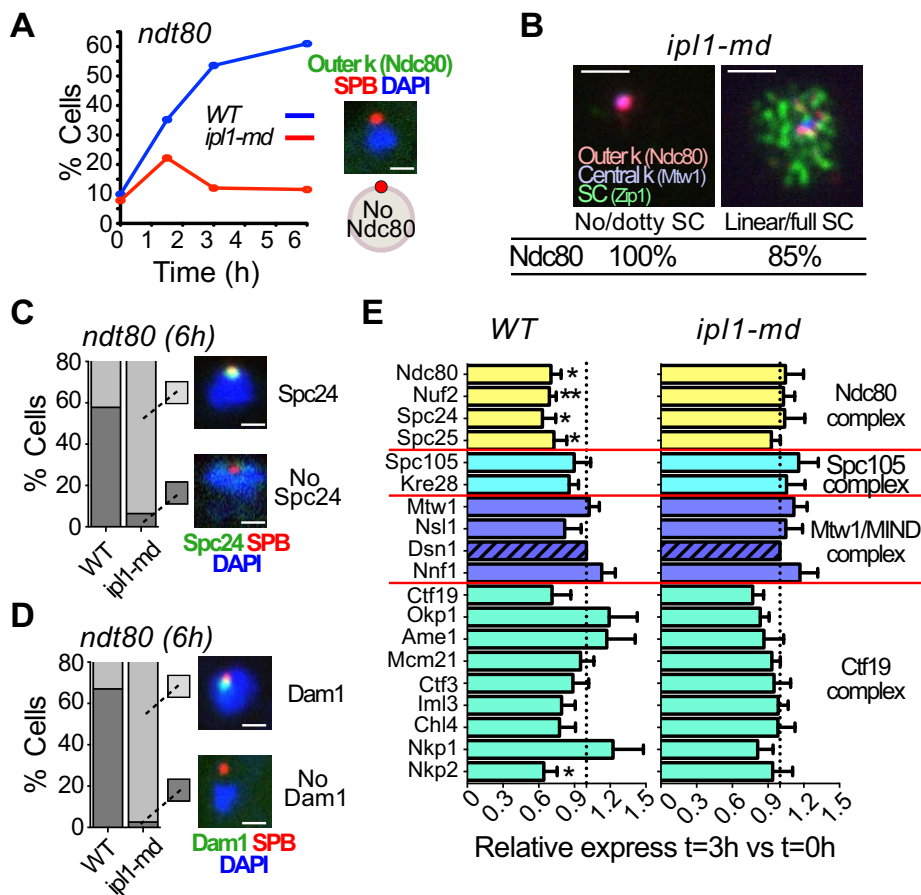 A
ndt80
60
50
40
30
20
10
0
% Cells
0 1 2 3 4 5 6
Time (h)
WT
ipl1-md
Outer k (Ndc80)
SPB DAPI
No
Ndc80
B
ipl1-md
Outer k (Ndc80)
Central k (Mtw1)
SC (Zip1)
No/dotty SC Linear/full SC
Ndc80 100% 85%
C
ndt80 (6h)
80
60
40
20
0
% Cells
WT ipl1-md
Spc24
No
Spc24
Spc24 SPB
DAPI
D
ndt80 (6h)
80
60
40
20
0
% Cells
WT ipl1-md
Dam1
No
Dam1
Dam1 SPB
DAPI
E
WT ipl1-md
Ndc80 *
Nuf2 **
Spc24 *
Spc25 *
Ndc80
complex
Spc105
Kre28
Spc105
complex
Mtw1
Nsl1
Dsn1
Nnf1
Mtw1/MIND
complex
Ctf19
Okp1
Ame1
Mcm21
Ctf3
Iml3
Chl4
Nkp1
Nkp2 *
Ctf19
complex
0 0.3 0.6 0.9 1.2 1.5 0 0.3 0.6 0.9 1.2 1.5
Relative express t=3h vs t=0h